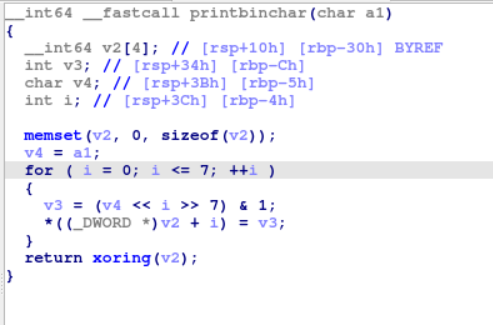 __int64 __fastcall printbinchar(char a1)
{
  __int64 v2[4]; // [rsp+10h] [rbp-30h] BYREF
  int v3; // [rsp+34h] [rbp-Ch]
  char v4; // [rsp+3Bh] [rbp-5h]
  int i; // [rsp+3Ch] [rbp-4h]

  memset(v2, 0, sizeof(v2));
  v4 = a1;
  for ( i = 0; i <= 7; ++i )
  {
    v3 = (v4 << i >> 7) & 1;
    *((_DWORD *)v2 + i) = v3;
  }
  return xoring(v2);
}